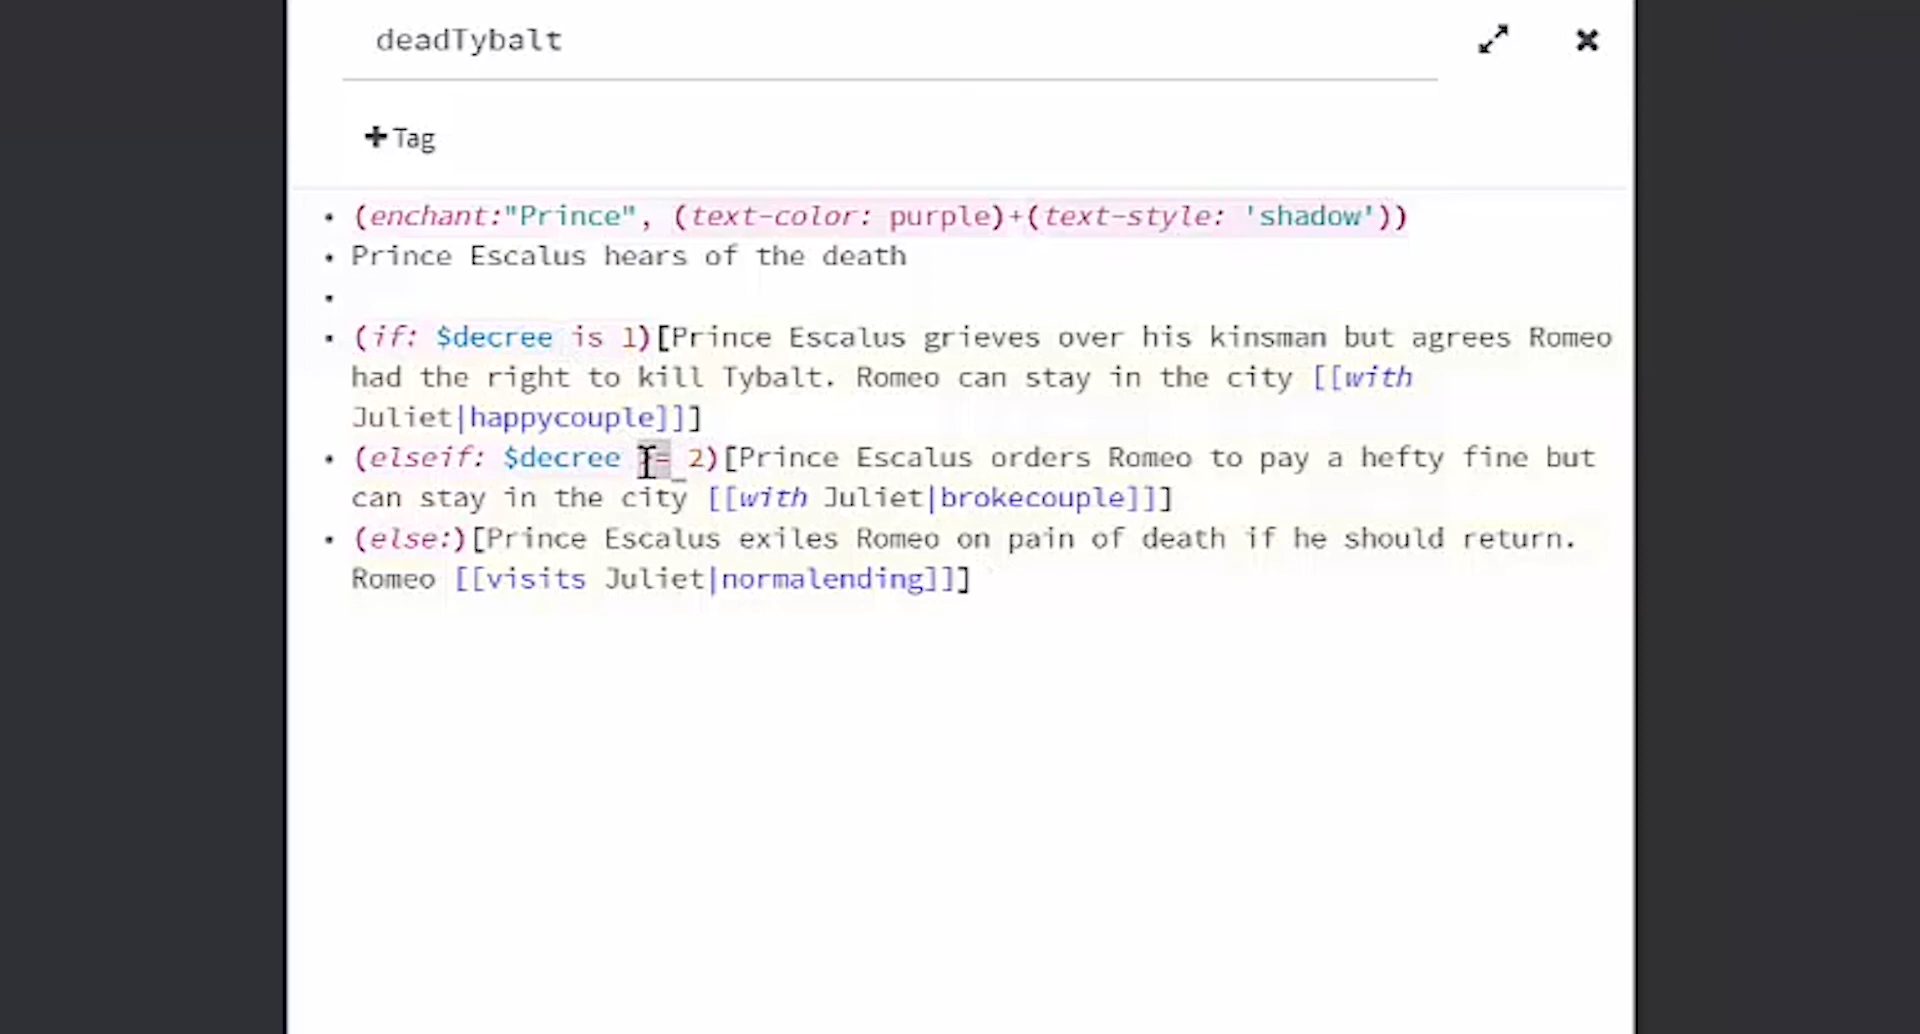 deadTybalt
+Tag
(enchant:"Prince", (text-color: purple)+(text-style: 'shadow'))
Prince Escalus hears of the death
(if: $decree is 1)[Prince Escalus grieves over his kinsman but agrees Romeo
had the right to kill Tybalt. Romeo can stay in the city [[with
Juliet|happycouple]]]
(elseif: $decree = 2)[Prince Escalus orders Romeo to pay a hefty fine but
can stay in the city [[with Juliet|brokecouple]]]
(else:)[Prince Escalus exiles Romeo on pain of death if he should return.
Romeo [[visits Juliet|normalending]]]